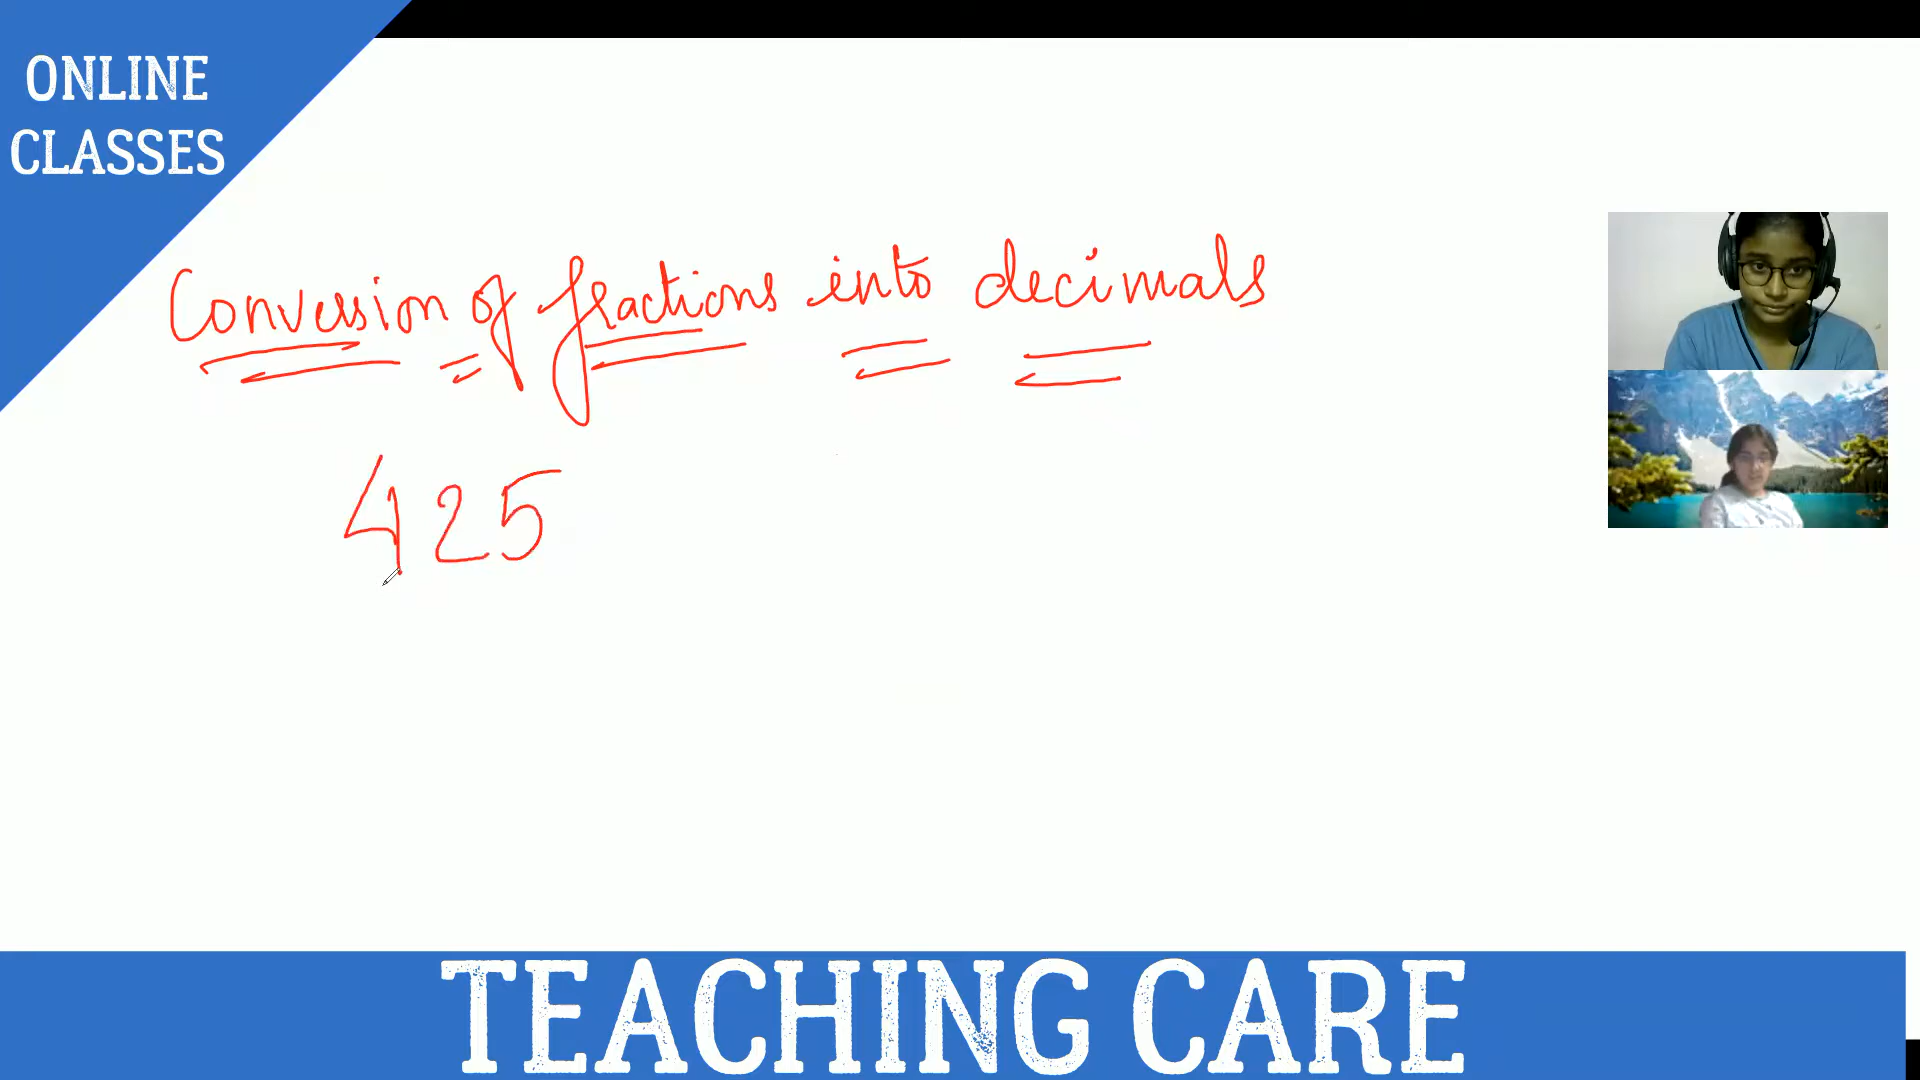 ONLINE
CLASSES
Conversion of fractions into decimals
425
TEACHING CARE